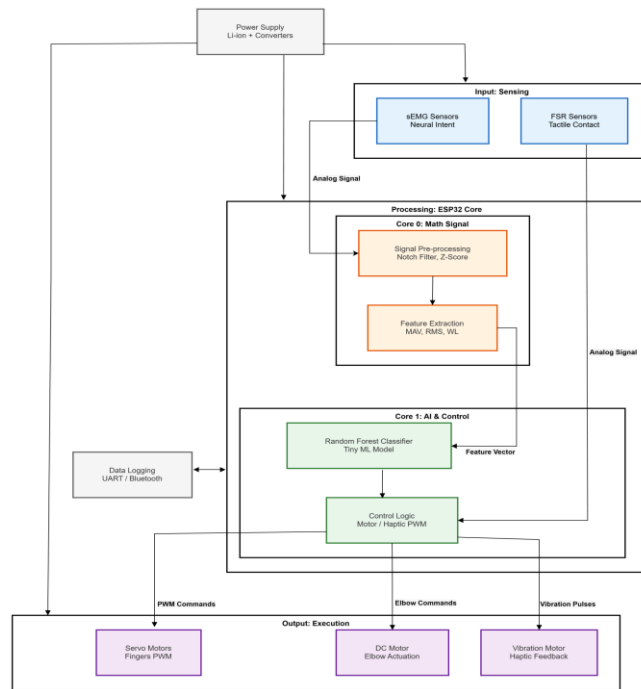 Power Supply
Li-ion + Converters
Input: Sensing
sEMG Sensors
Neural Intent
FSR Sensors
Tactile Contact
Analog Signal
Processing: ESP32 Core
Core 0: Math Signal
Signal Pre-processing
Notch Filter, Z-Score
Feature Extraction
MAV, RMS, WL
Analog Signal
Core 1: AI & Control
Random Forest Classifier
Tiny ML Model
Feature Vector
Data Logging
UART / Bluetooth
Control Logic
Motor / Haptic PWM
PWM Commands
Elbow Commands
Vibration Pulses
Output: Execution
Servo Motors
Fingers PWM
DC Motor
Elbow Actuation
Vibration Motor
Haptic Feedback